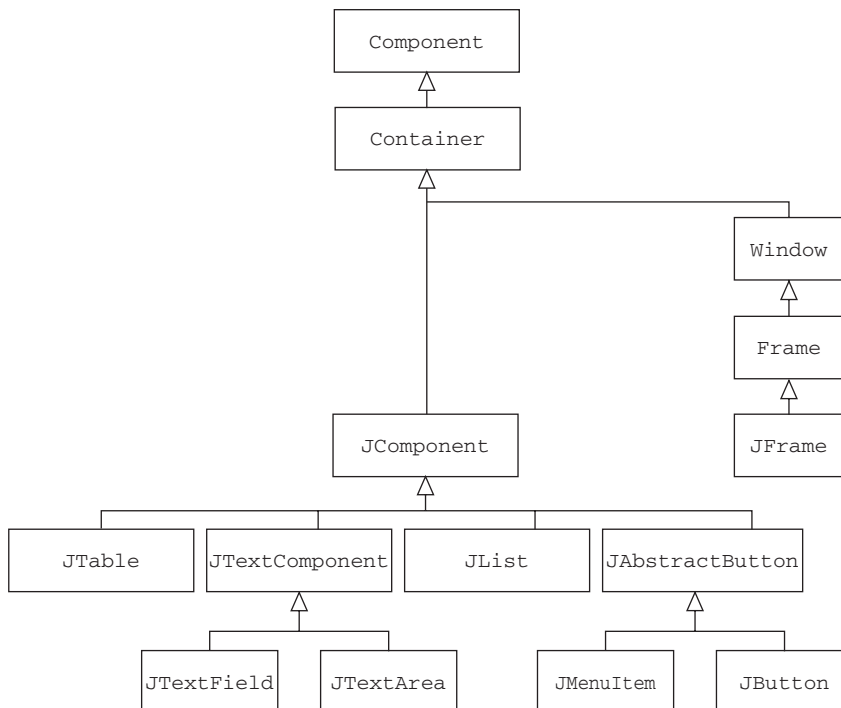 Component
Container
Window
Frame
JComponent
JFrame
JTable
JTextComponent
JList
JAbstractButton
JTextField
JTextArea
JMenuItem
JButton